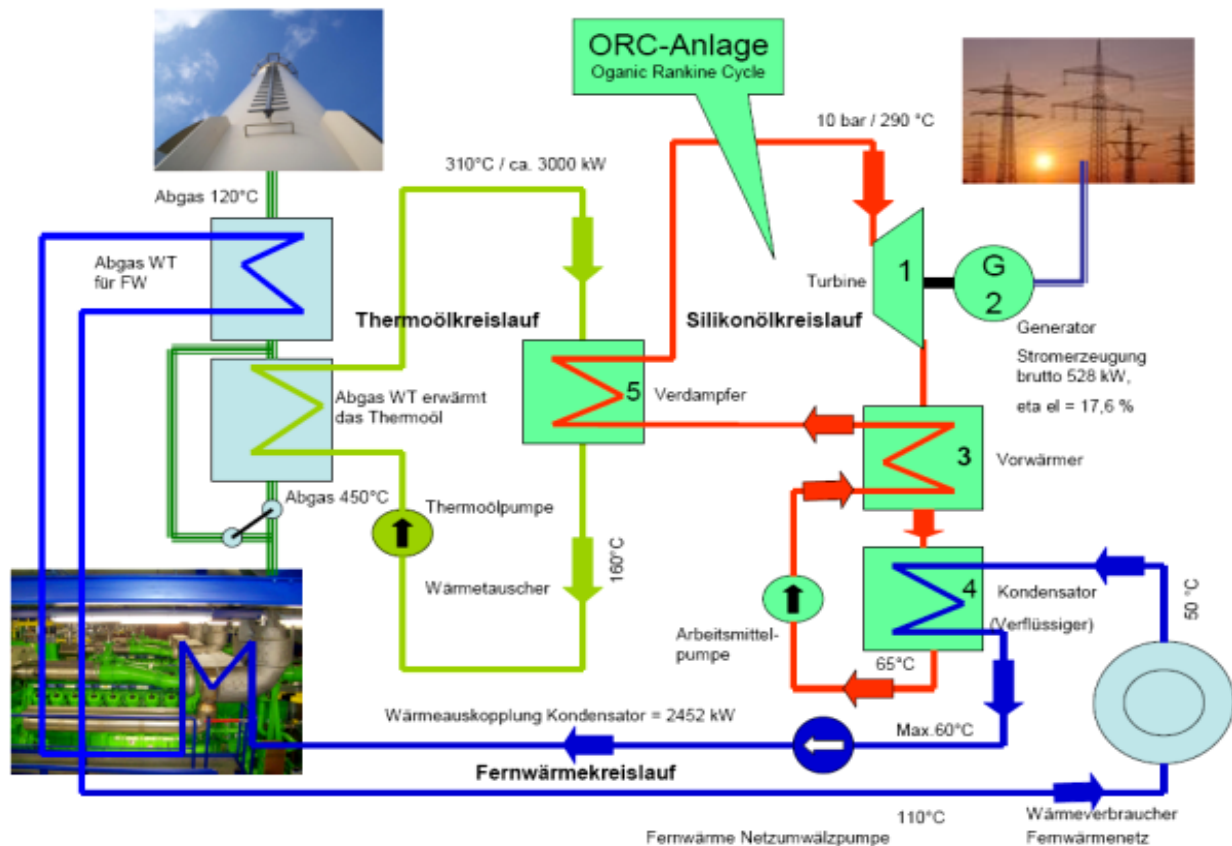 ORC-Anlage
Oganic Rankine Cycle
10 bar / 290 °C
310°C / ca. 3000 kW
Abgas 120°C
Abgas WT
für FW
Thermoölkreislauf
Silikonölkreislauf
Turbine
1
G
2
Generator
Stromerzeugung
brutto 528 kW,
eta el = 17,6 %
Abgas WT erwärmt
das Thermoöl
5
Verdampfer
3
Vorwärmer
Abgas 450°C
Thermoölpumpe
160°C
Wärmetauscher
4
Kondensator
(Verflüssiger)
50 °C
Arbeitsmittel-
pumpe
65°C
Wärmeauskopplung Kondensator = 2452 kW
Max.60°C
Fernwärmekreislauf
110°C
Wärmeverbraucher
Fernwärme Netzumwälzpumpe
Fernwärmenetz